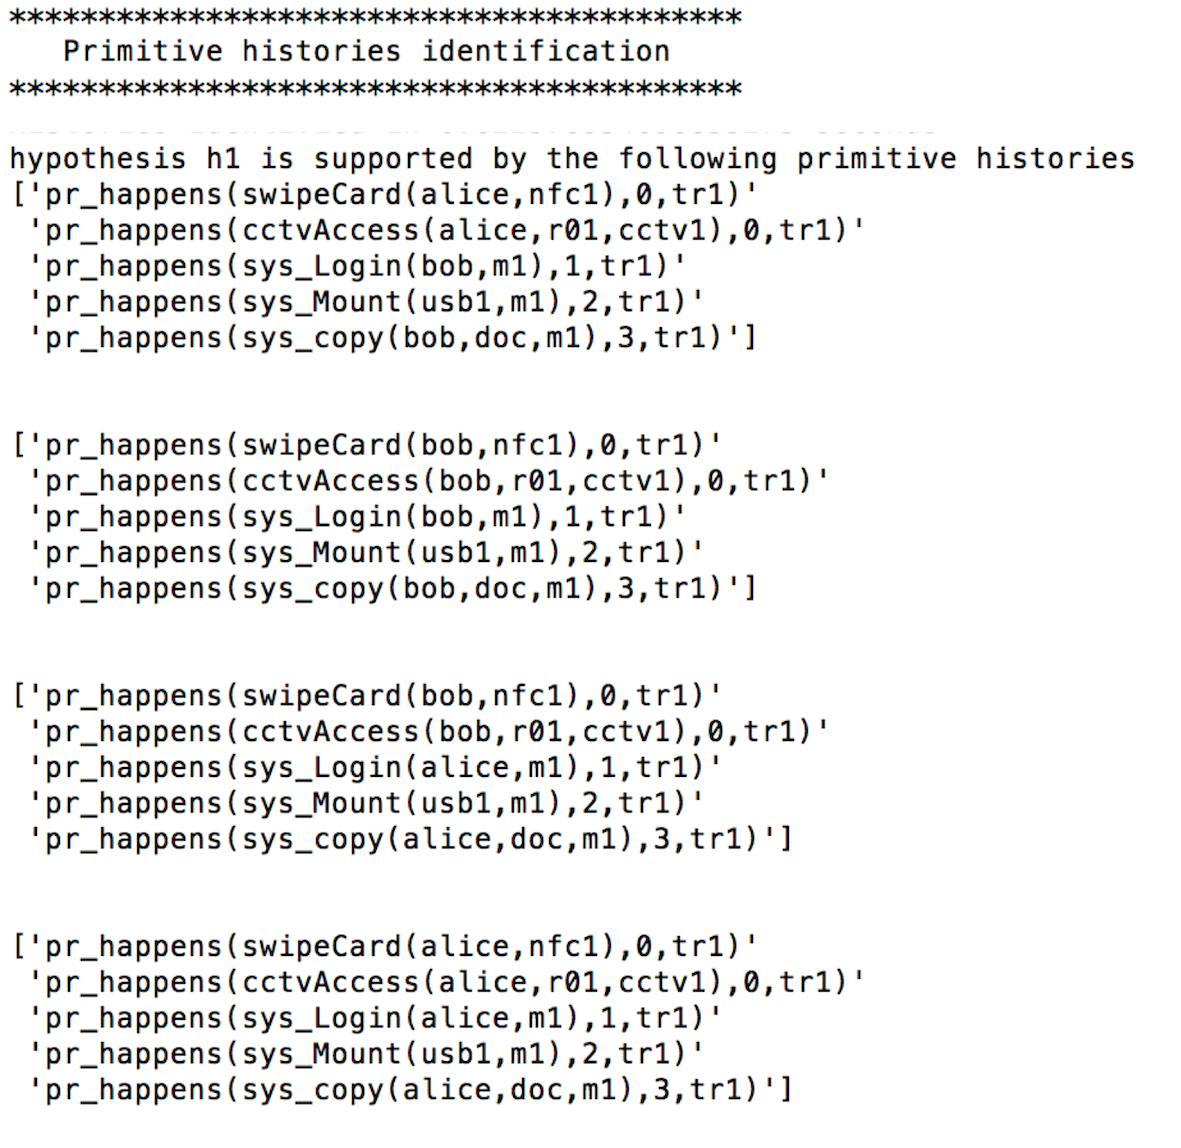 *****************************************
Primitive histories identification
*****************************************
hypothesis h1 is supported by the following primitive histories
['pr_happens(swipeCard(alice,nfc1),0,tr1)'
'pr_happens(cctvAccess(alice,r01,cctv1),0,tr1)'
'pr_happens(sys_Login(bob,m1),1,tr1)'
'pr_happens(sys_Mount(usb1,m1),2,tr1)'
'pr_happens(sys_copy(bob,doc,m1),3,tr1)']
['pr_happens(swipeCard(bob,nfc1),0,tr1)'
'pr_happens(cctvAccess(bob,r01,cctv1),0,tr1)'
'pr_happens(sys_Login(bob,m1),1,tr1)'
'pr_happens(sys_Mount(usb1,m1),2,tr1)'
'pr_happens(sys_copy(bob,doc,m1),3,tr1)']
['pr_happens(swipeCard(bob,nfc1),0,tr1)'
'pr_happens(cctvAccess(bob,r01,cctv1),0,tr1)'
'pr_happens(sys_Login(alice,m1),1,tr1)'
'pr_happens(sys_Mount(usb1,m1),2,tr1)'
'pr_happens(sys_copy(alice,doc,m1),3,tr1)']
['pr_happens(swipeCard(alice,nfc1),0,tr1)'
'pr_happens(cctvAccess(alice,r01,cctv1),0,tr1)'
'pr_happens(sys_Login(alice,m1),1,tr1)'
'pr_happens(sys_Mount(usb1,m1),2,tr1)'
'pr_happens(sys_copy(alice,doc,m1),3,tr1)']